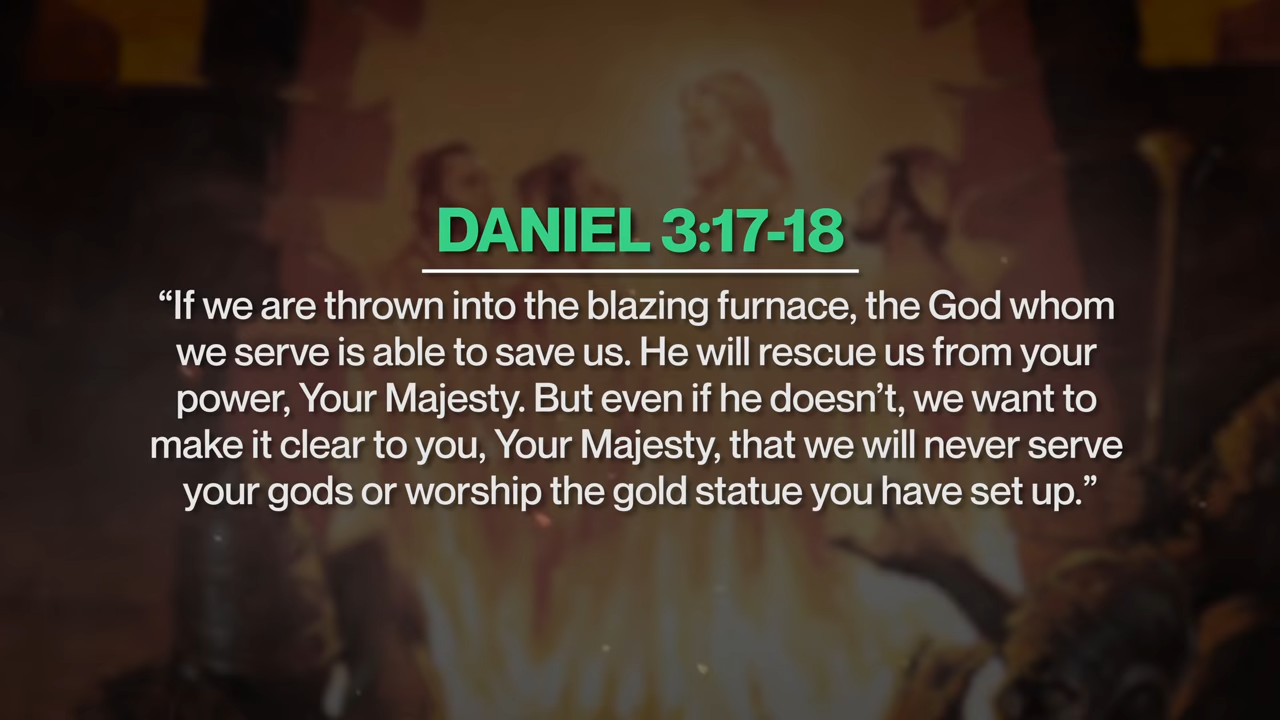 DANIEL 3:17-18
“If we are thrown into the blazing furnace, the God whom
we serve is able to save us. He will rescue us from your
power, Your Majesty. But even if he doesn’t, we want to
make it clear to you, Your Majesty, that we will never serve
your gods or worship the gold statue you have set up.”